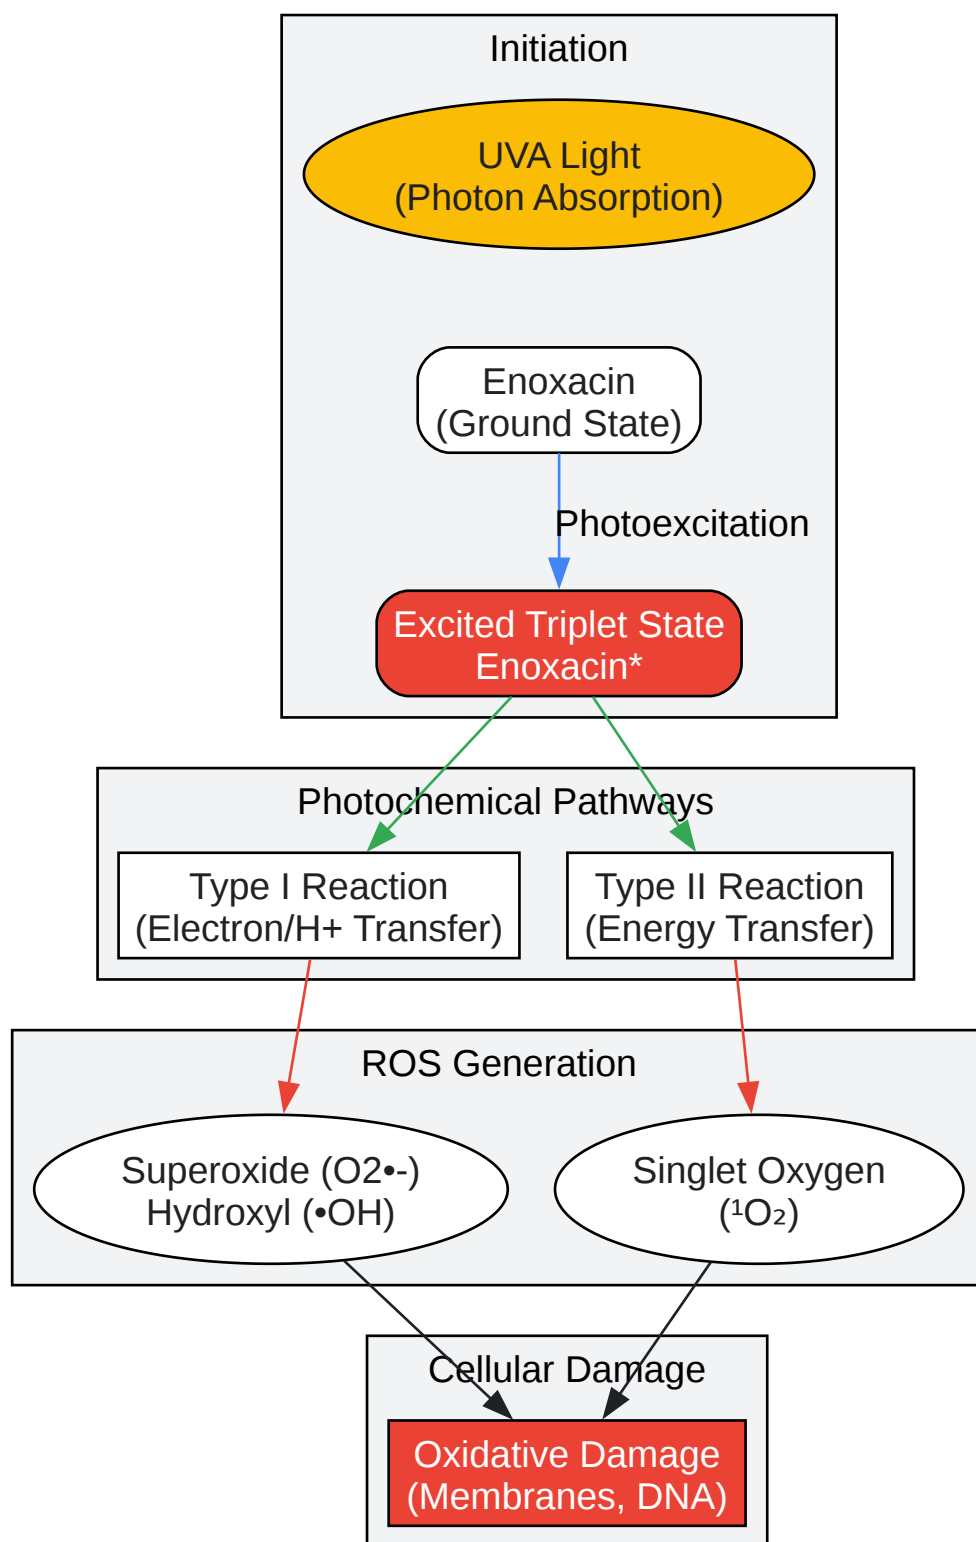 Initiation
UVA Light
(Photon Absorption)
Enoxacin
(Ground State)
Photoexcitation
Excited Triplet State
Enoxacin*
Photochemical Pathways
Type I Reaction
(Electron/H+ Transfer)
Type II Reaction
(Energy Transfer)
ROS Generation
Superoxide (O2•-)
Hydroxyl (•OH)
Singlet Oxygen
(¹O₂)
Cellular Damage
Oxidative Damage
(Membranes, DNA)